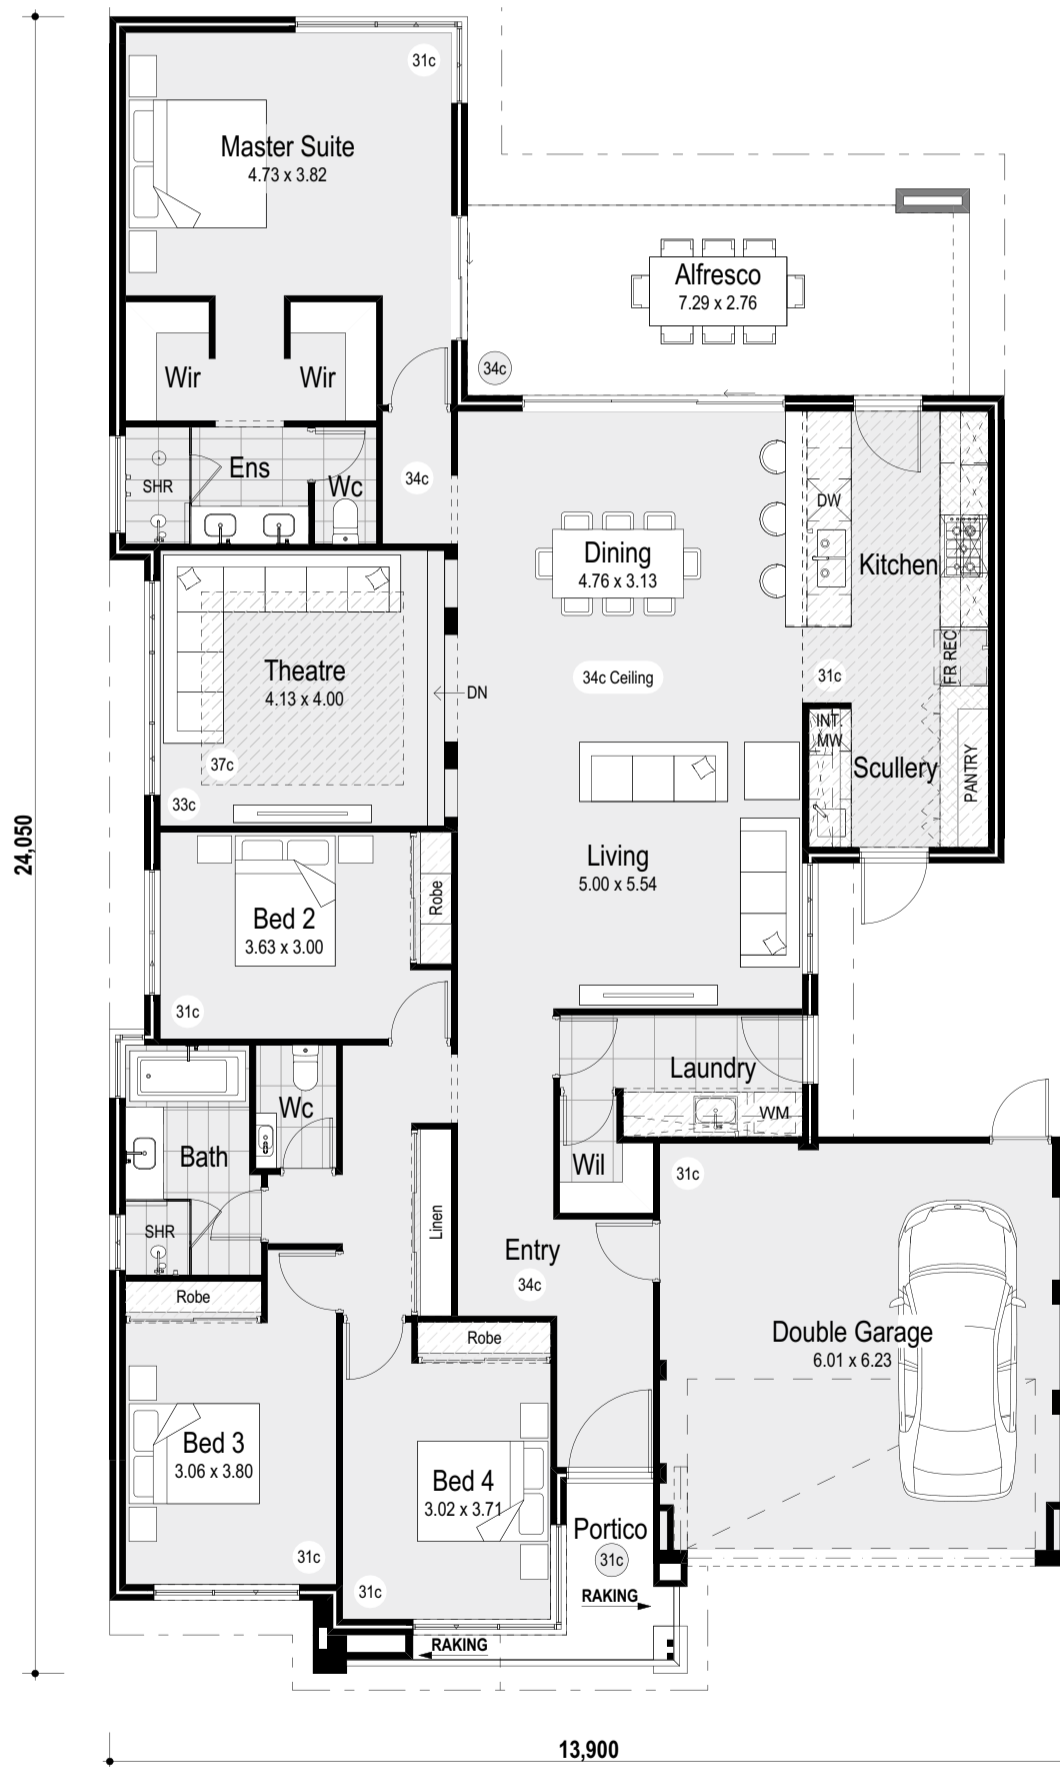 31c
Master Suite
4.73 x 3.82
Alfresco
7.29 x 2.76
34c
Wir
Wir
SHR
Ens
Wc
34c
DW
Dining
4.76 x 3.13
Kitchen
Theatre
4.13 x 4.00
DN
34c Ceiling
31c
FR REC
37c
33c
INT.
MW
Scullery
PANTRY
Living
5.00 x 5.54
Bed 2
3.63 x 3.00
Robe
31c
24,050
Laundry
WM
Wc
Bath
Wil
31c
SHR
Linen
Entry
34c
Robe
Robe
Double Garage
6.01 x 6.23
Bed 3
3.06 x 3.80
Bed 4
3.02 x 3.71
Portico
31c
31c
31c
RAKING
RAKING
13,900